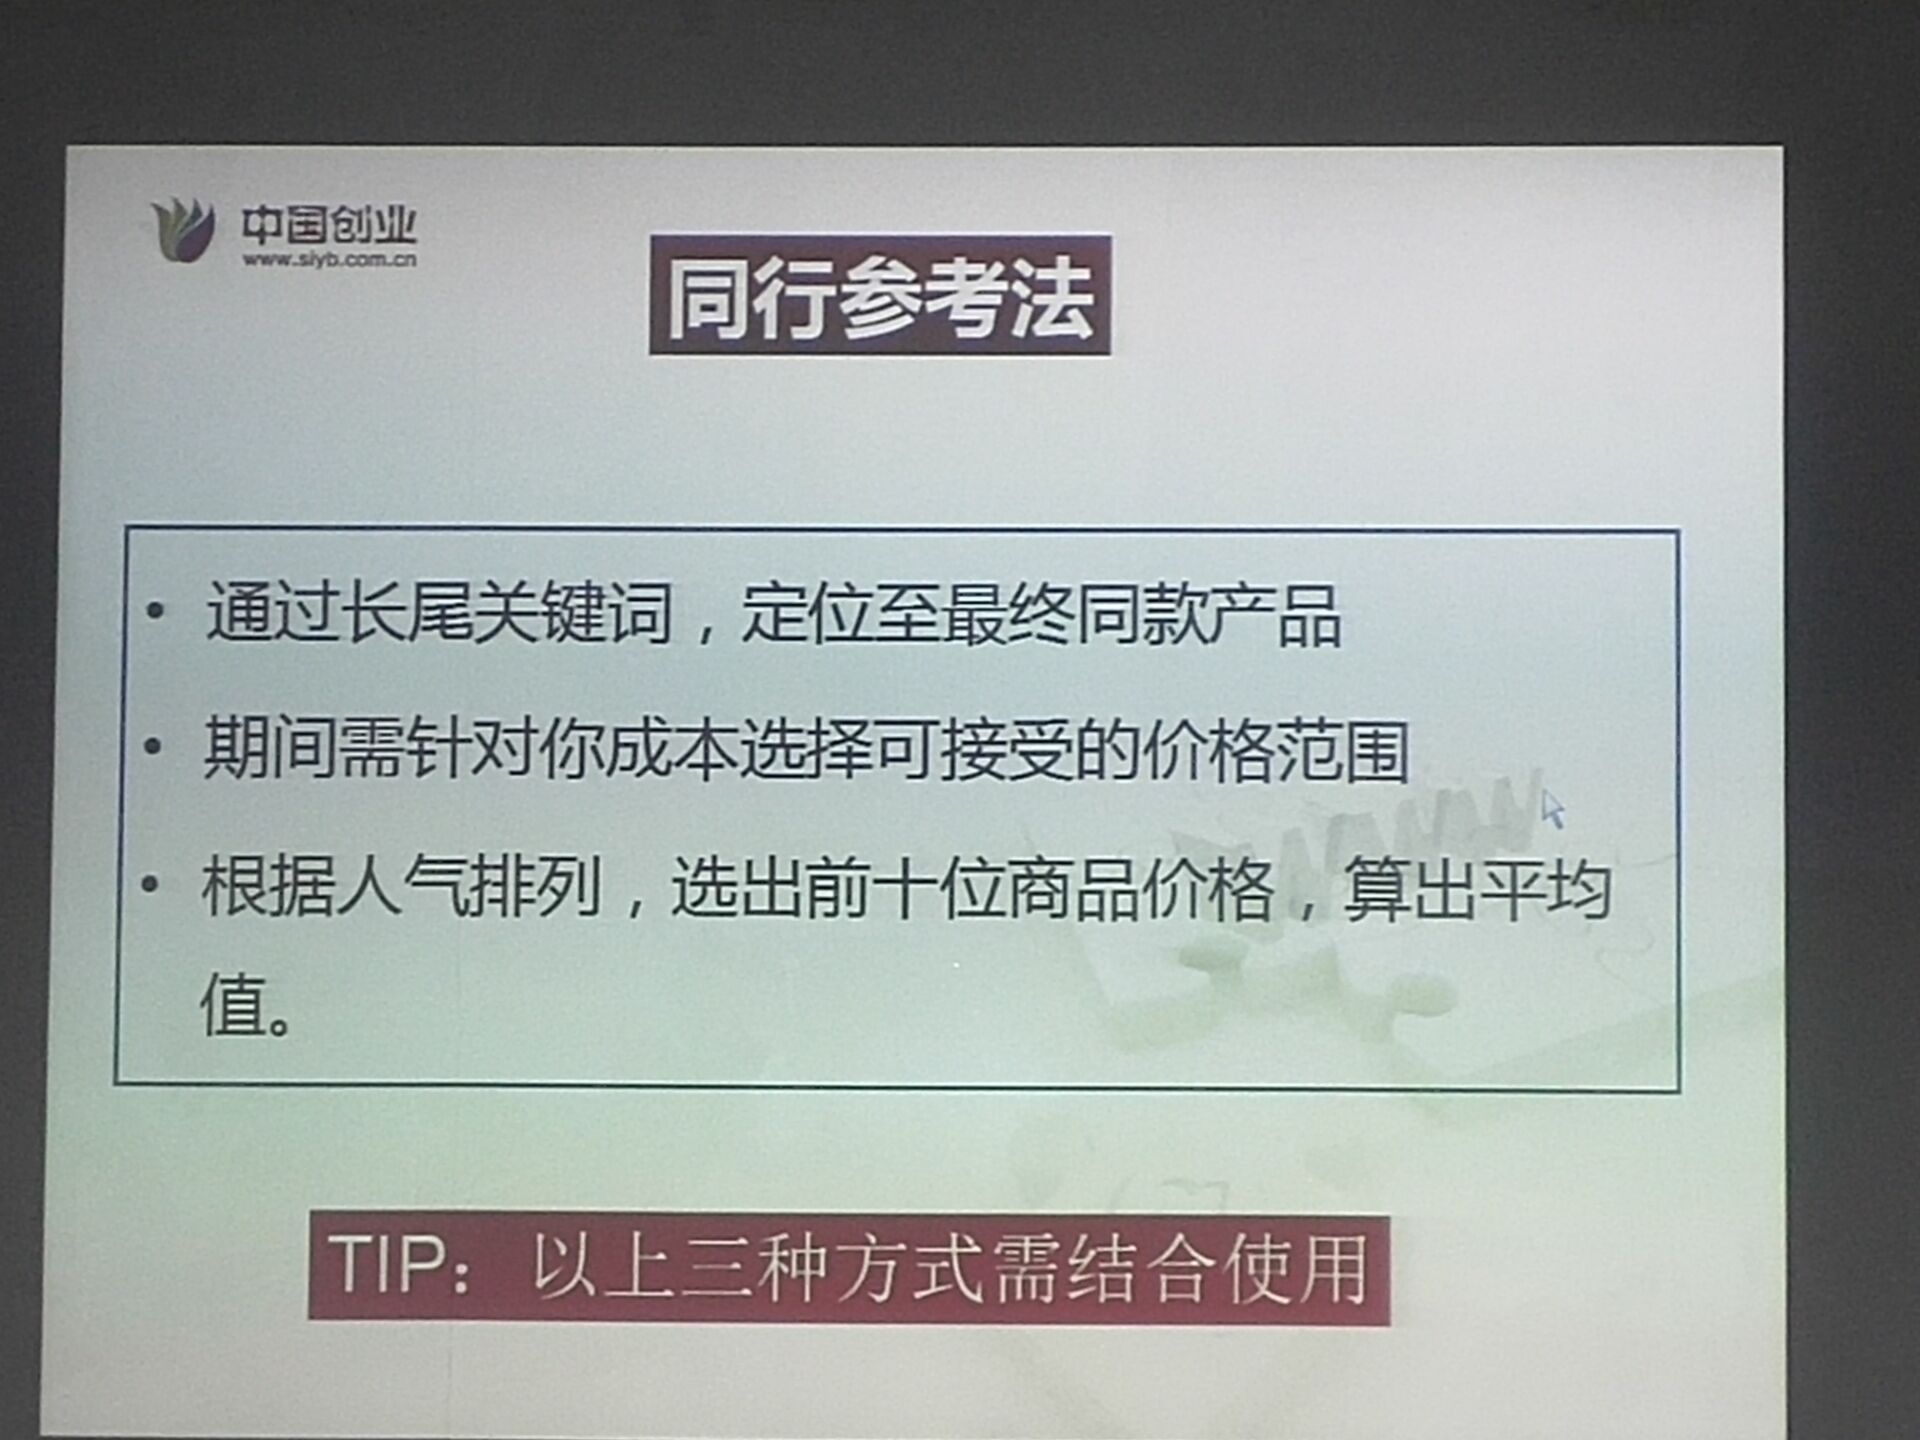 中国创业
www.siyb.com.cn
同行参考法
• 通过长尾关键词，定位至最终同款产品
• 期间需针对你成本选择可接受的价格范围
• 根据人气排列，选出前十位商品价格，算出平均
值。
TIP： 以上三种方式需结合使用